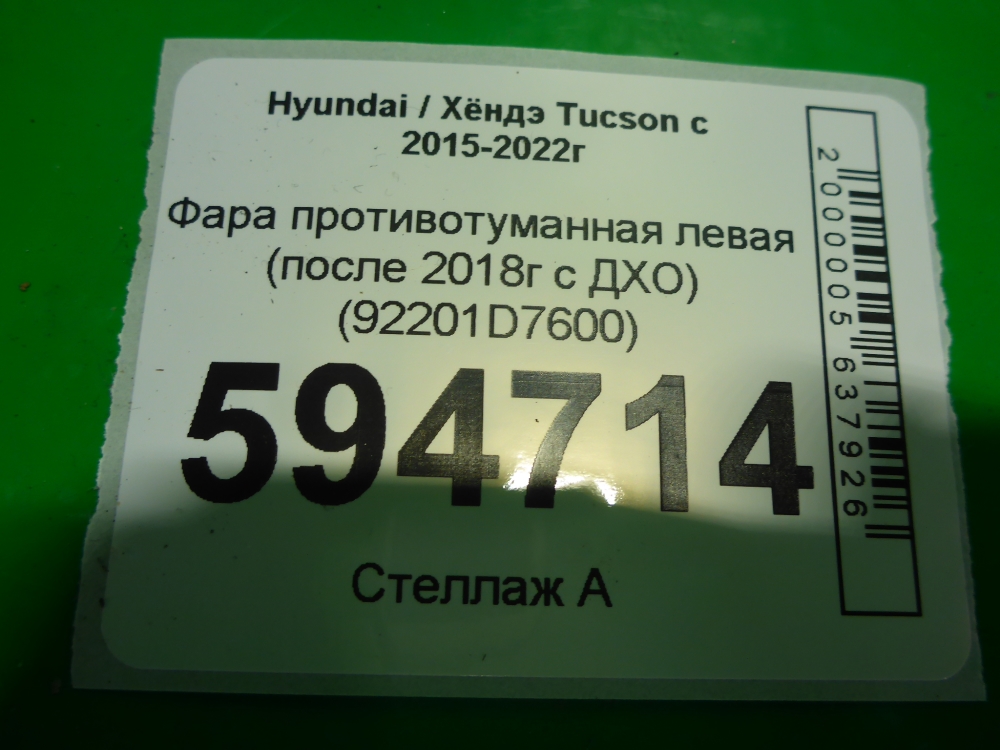 Hyundai / Хёндэ Tucson с
2015-2022г
Фара противотуманная левая
(после 2018г с ДХО)
(92201D7600)
594714
Стеллаж А
2000005637926